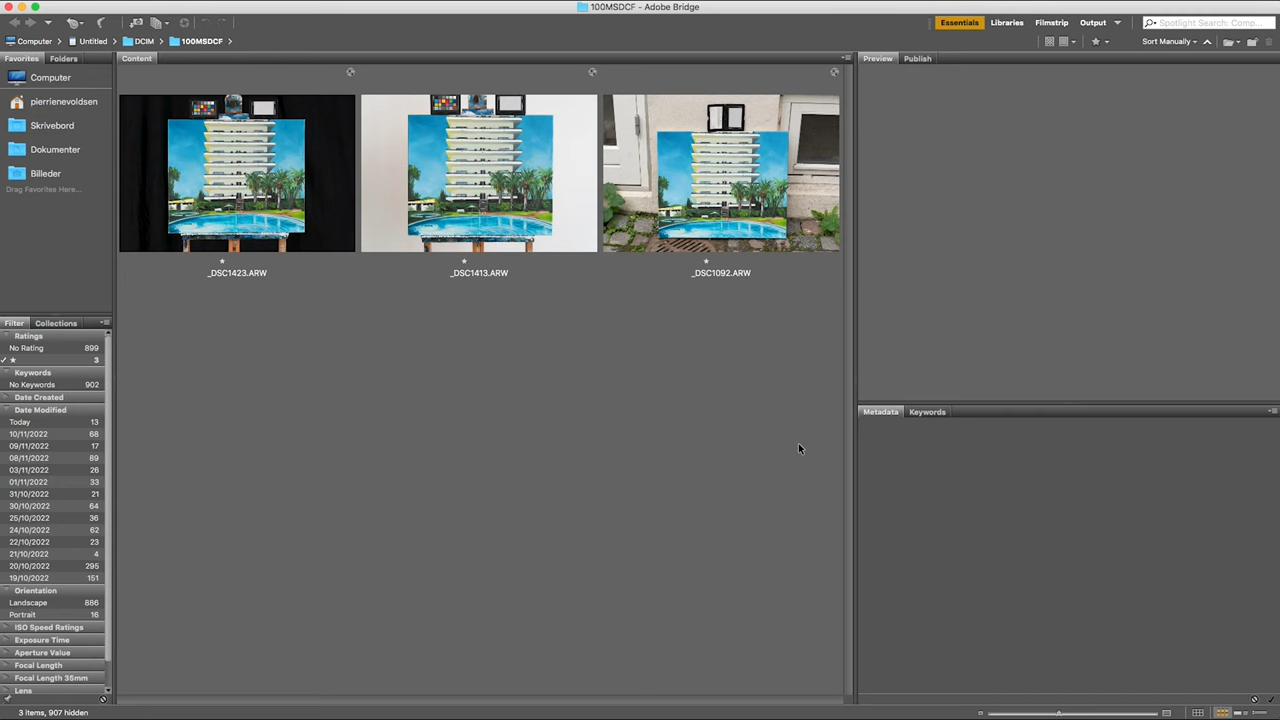 100MSDCF - Adobe Bridge
Essentials Libraries Filmstrip Output Spotlight Search: Comp...
Computer Untitled DCIM 100MSDCF Sort Manually
Favorites Folders
Computer
pierrienevoldsen
Skrivebord
Dokumenter
Billeder
Drag Favorites Here...
Content
_DSC1423.ARW
_DSC1413.ARW
_DSC1092.ARW
Preview Publish
Metadata Keywords
Filter Collections
Ratings
No Rating 899
3
Keywords
No Keywords 902
Date Created
Date Modified
Today 13
10/11/2022 68
09/11/2022 17
08/11/2022 89
03/11/2022 26
01/11/2022 33
31/10/2022 21
30/10/2022 64
25/10/2022 36
24/10/2022 62
22/10/2022 23
21/10/2022 4
20/10/2022 295
19/10/2022 151
Orientation
Landscape 886
Portrait 16
ISO Speed Ratings
Exposure Time
Aperture Value
Focal Length
Focal Length 35mm
Lens
3 items, 907 hidden